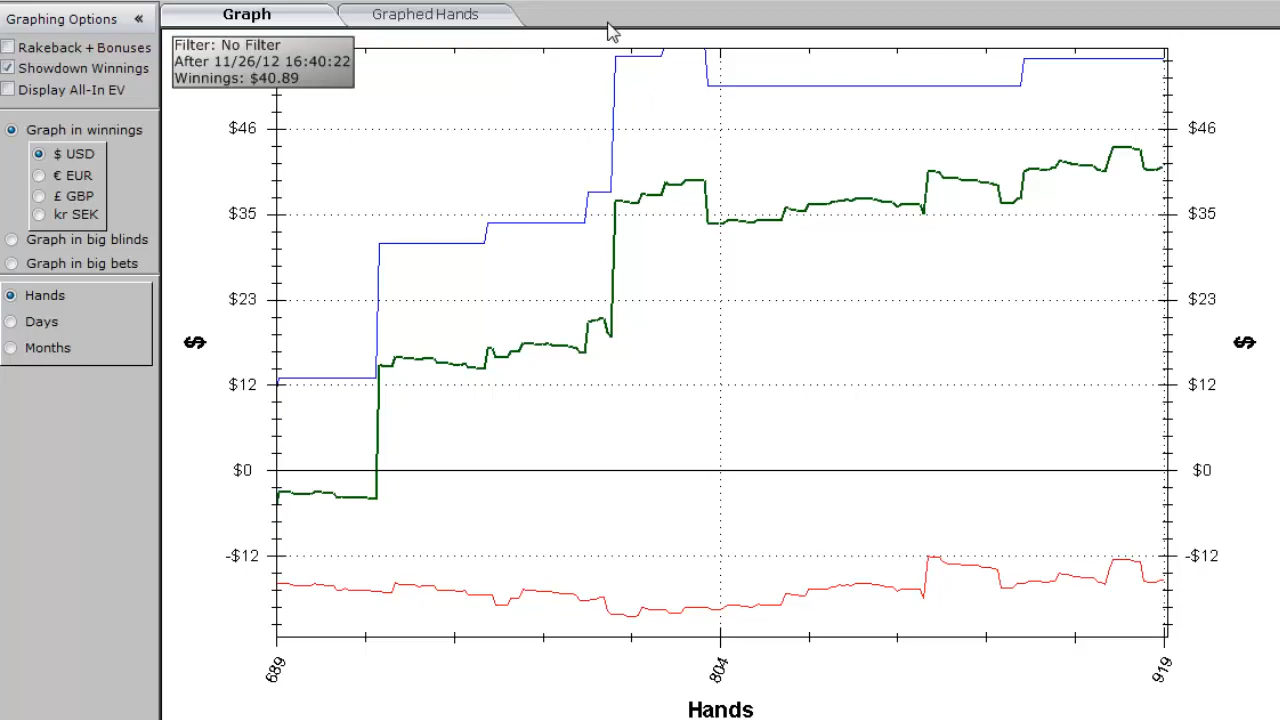 Graphing Options «
Graph
Graphed Hands
Rakeback + Bonuses
Showdown Winnings
Display All-In EV
Graph in winnings
$ USD
€ EUR
£ GBP
kr SEK
Graph in big blinds
Graph in big bets
Hands
Days
Months
Filter: No Filter
After 11/26/12 16:40:22
Winnings: $40.89
$46
$35
$23
$12
$0
-$12
$
$46
$35
$23
$12
$0
-$12
$
689
804
919
Hands